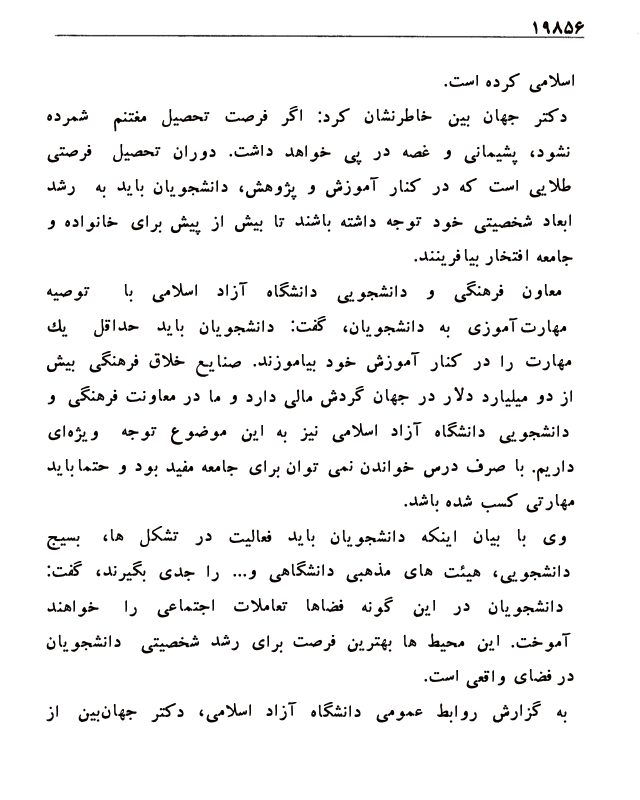 ۱۹۸۵۶
اسلامی کرده است.
دکتر جهان بین خاطرنشان کرد: اگر فرصت تحصیل مغتنم شمرده
نشود، پشیمانی و غصه در پی خواهد داشت. دوران تحصیل فرصتی
طلایی است که در کنار آموزش و پژوهش، دانشجویان باید به رشد
ابعاد شخصیتی خود توجه داشته باشند تا بیش از پیش برای خانواده و
جامعه افتخار بیافرینند.
معاون فرهنگی و دانشجویی دانشگاه آزاد اسلامی با توصیه
مهارت‌آموزی به دانشجویان، گفت: دانشجویان باید حداقل یك
مهارت را در کنار آموزش خود بیاموزند. صنایع خلاق فرهنگی بیش
از دو میلیارد دلار در جهان گردش مالی دارد و ما در معاونت فرهنگی و
دانشجویی دانشگاه آزاد اسلامی نیز به این موضوع توجه ویژه‌ای
داریم. با صرف درس خواندن نمی توان برای جامعه مفید بود و حتما باید
مهارتی کسب شده باشد.
وی با بیان اینکه دانشجویان باید فعالیت در تشکل ها، بسیج
دانشجویی، هیئت های مذهبی دانشگاهی و... را جدی بگیرند، گفت:
دانشجویان در این گونه فضاها تعاملات اجتماعی را خواهند
آموخت. این محیط ها بهترین فرصت برای رشد شخصیتی دانشجویان
در فضای واقعی است.
به گزارش روابط عمومی دانشگاه آزاد اسلامی، دکتر جهان‌بین از